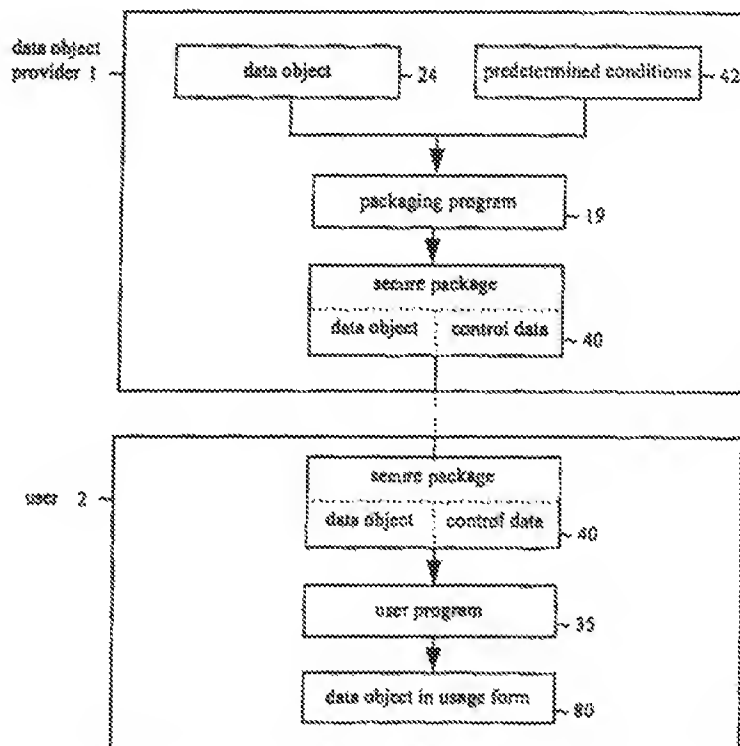 data object
provider 1
data object
24
predetermined conditions
42
packaging program
19
secure package
data object
control data
40
user 2
secure package
data object
control data
40
user program
35
data object in usage form
80